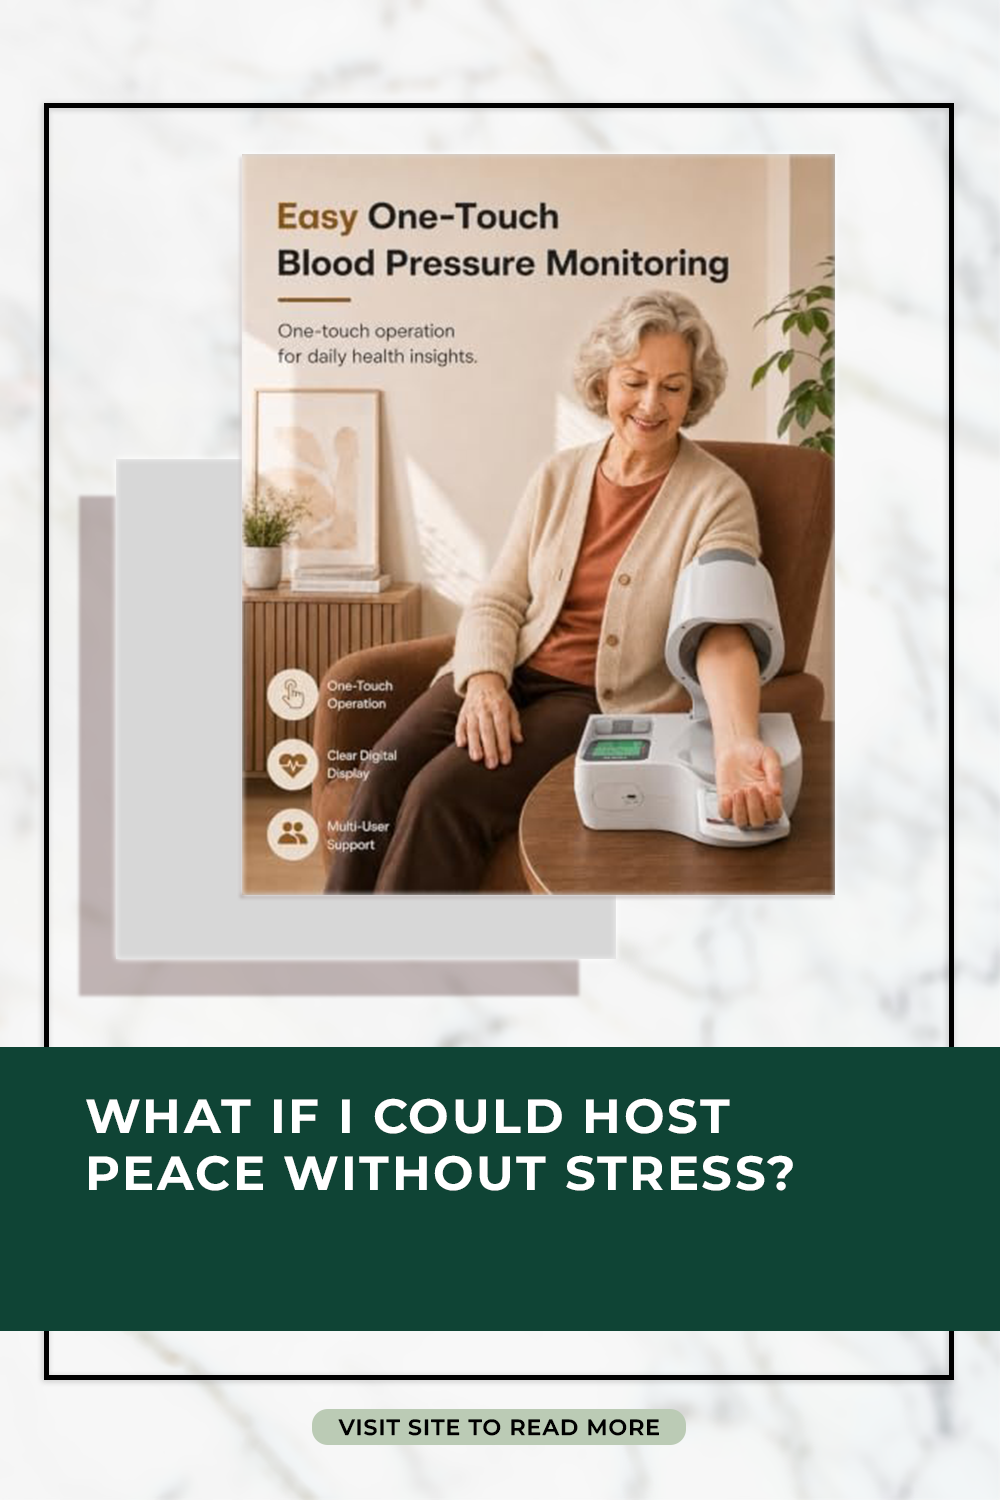 Easy One-Touch
Blood Pressure Monitoring
One-touch operation
for daily health insights.
One-Touch
Operation
Clear Digital
Display
Multi-User
Support
WHAT IF I COULD HOST
PEACE WITHOUT STRESS?
VISIT SITE TO READ MORE